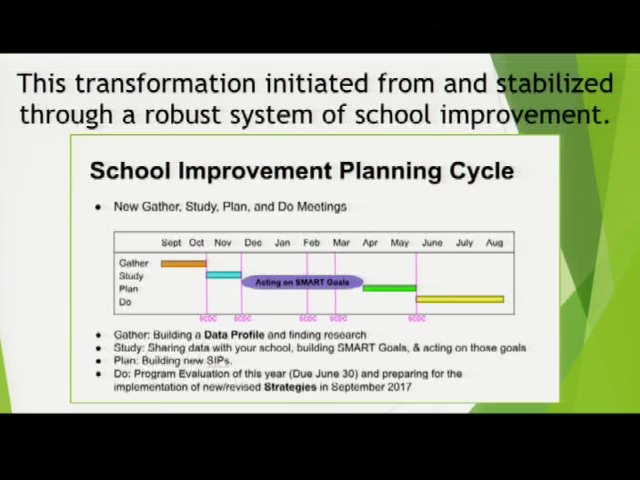 This transformation initiated from and stabilized
through a robust system of school improvement.
School Improvement Planning Cycle
• New Gather, Study, Plan, and Do Meetings
Sept Oct Nov Dec Jan Feb Mar Apr May June July Aug
Gather
Study
Acting on SMART Goals
Plan
Do
• Gather: Building a Data Profile and finding research
• Study: Sharing data with your school, building SMART Goals, & acting on those goals
• Plan: Building new SIPs.
• Do: Program Evaluation of this year (Due June 30) and preparing for the
implementation of new/revised Strategies in September 2017